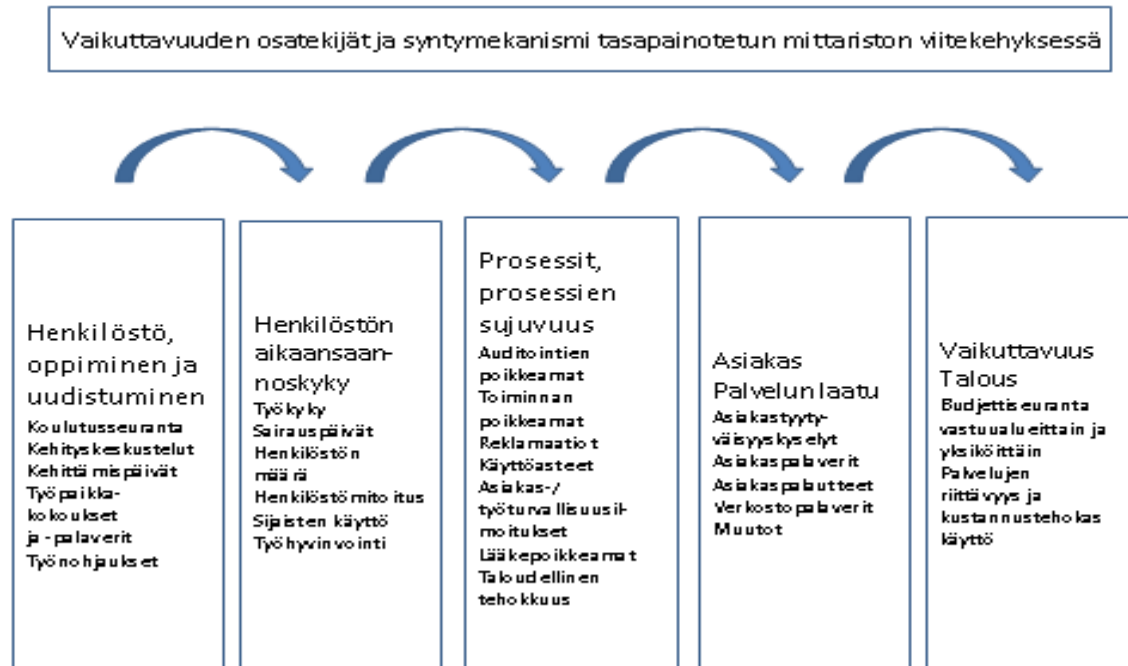 Vaikuttavuuden osatekijät ja syntymekanismi tasapainotetun mittariston viitekehyksessä
Henkilöstö,
oppiminen ja
uudistuminen
Koulutusseuranta
Kehityskeskustelut
Kehittämispäivät
Työpaikka-
kokoukset
ja -palaverit
Työnohjaukset
Henkilöstön
aikaansaan-
noskyky
Työkyky
Sairauspäivät
Henkilöstön
määrä
Henkilöstömitoitus
Sijaisten käyttö
Työhyvinvointi
Prosessit,
prosessien
sujuvuus
Auditointien
poikkeamat
Toiminnan
poikkeamat
Reklamaatiot
Käyttöasteet
Asiakas-/
työturvallisuusil-
moitukset
Lääkepoikkeamat
Taloudellinen
tehokkuus
Asiakas
Palvelun laatu
Asiakastyyty-
väisyyskyselyt
Asiakaspalaverit
Asiakaspalautteet
Verkostopalaverit
Muutot
Vaikuttavuus
Talous
Budjettiseuranta
vastuualueittain ja
yksiköittäin
Palvelujen
riittävyys ja
kustannustehokas
käyttö